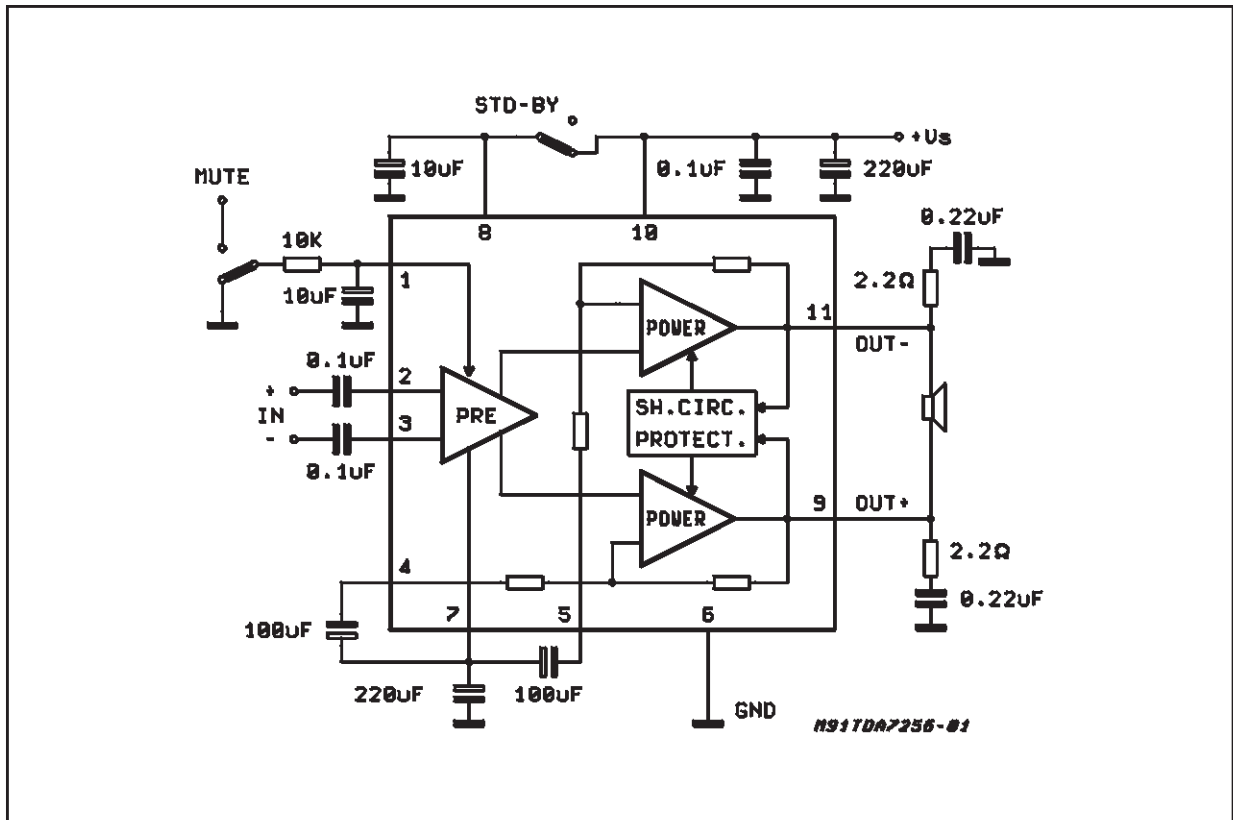 STD-BY
+Vs
10uF
0.1uF
220uF
MUTE
0.22uF
8
10
10K
1
2.2Ω
10uF
POWER
11
OUT-
0.1uF
2
+
IN
-
PRE
SH.CIRC.
PROTECT.
3
0.1uF
POWER
9
OUT+
2.2Ω
4
0.22uF
7
5
6
100uF
220uF
100uF
GND
M91TDA7256-01